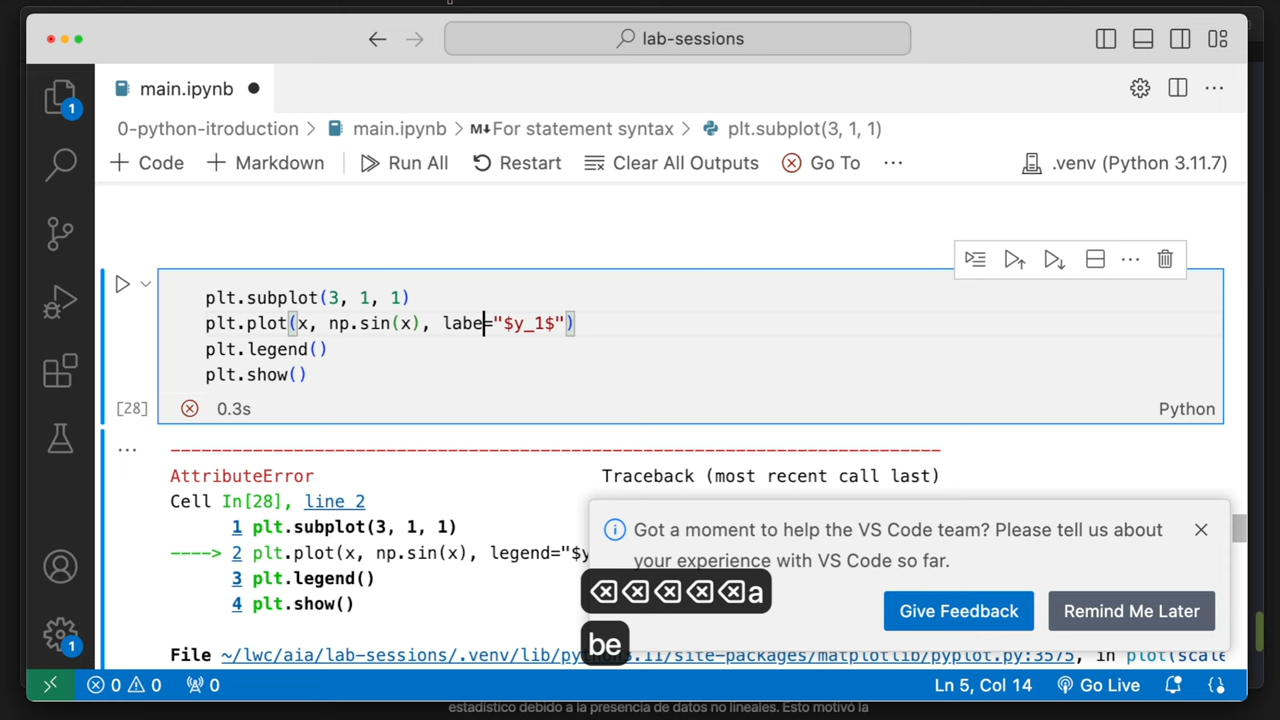 lab-sessions
main.ipynb
0-python-itroduction > main.ipynb > M↓For statement syntax > plt.subplot(3, 1, 1)
+ Code + Markdown Run All Restart Clear All Outputs Go To ... .venv (Python 3.11.7)
plt.subplot(3, 1, 1)
plt.plot(x, np.sin(x), labe="$y_1$")
plt.legend()
plt.show()
[28] 0.3s Python
... --------------------------------------------------------------------------
AttributeError Traceback (most recent call last)
Cell In[28], line 2
1 plt.subplot(3, 1, 1)
----> 2 plt.plot(x, np.sin(x), legend="$y
3 plt.legend()
4 plt.show()
File ~/lwc/aia/lab-sessions/.venv/lib/python3.11/site-packages/matplotlib/pyplot.py:3575, in plot(scale
Got a moment to help the VS Code team? Please tell us about
your experience with VS Code so far.
Give Feedback Remind Me Later
⌫⌫⌫⌫⌫a
be
1
1
0 0 0 Ln 5, Col 14 Go Live
estadístico debido a la presencia de datos no lineales. Esto motivó la